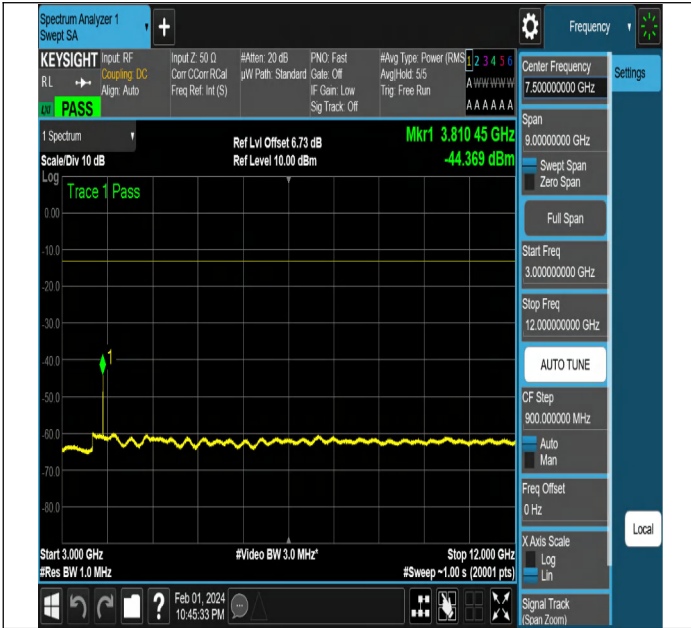 Spectrum Analyzer 1
Swept SA
Frequency
KEYSIGHT
RL
PASS
Input: RF
Coupling: DC
Align: Auto
Input Z: 50 Ω
Corr CCorr RCal
Freq Ref: Int (S)
#Atten: 20 dB
µW Path: Standard
PNO: Fast
Gate: Off
IF Gain: Low
Sig Track: Off
#Avg Type: Power (RMS
Avg|Hold: 5/5
Trig: Free Run
1 2 3 4 5 6
A W W W W W
A A A A A A
1 Spectrum
Scale/Div 10 dB
Ref Lvl Offset 6.73 dB
Ref Level 10.00 dBm
Mkr1 3.810 45 GHz
-44.369 dBm
Log
Trace 1 Pass
0.00
-10.0
-20.0
-30.0
-40.0
-50.0
-60.0
-70.0
-80.0
1
Start 3.000 GHz
#Res BW 1.0 MHz
#Video BW 3.0 MHz*
Stop 12.000 GHz
#Sweep ~1.00 s (20001 pts)
Feb 01, 2024
10:45:33 PM
?
Center Frequency
7.50000000 GHz
Settings
Span
9.00000000 GHz
Swept Span
Zero Span
Full Span
Start Freq
3.000000000 GHz
Stop Freq
12.000000000 GHz
AUTO TUNE
CF Step
900.000000 MHz
Auto
Man
Freq Offset
0 Hz
X Axis Scale
Log
Lin
Local
Signal Track
(Span Zoom)